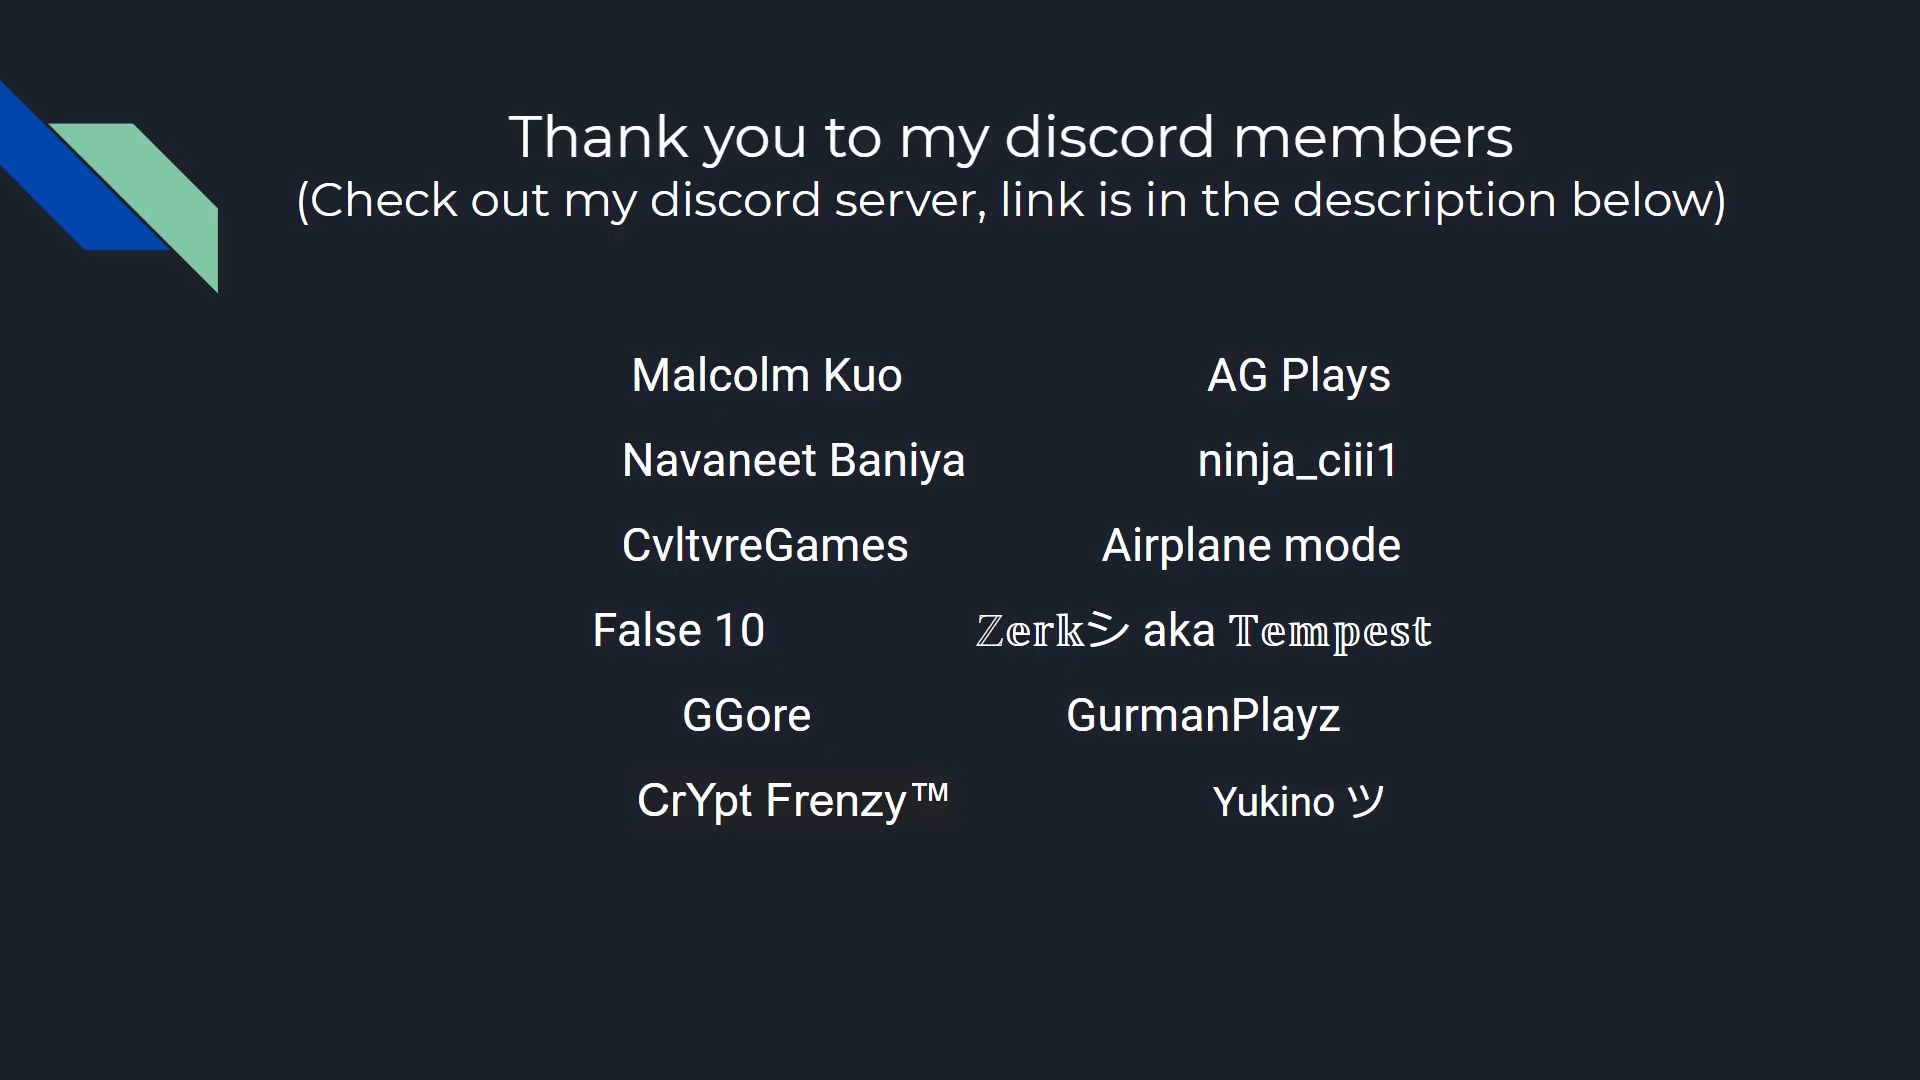 Thank you to my discord members
(Check out my discord server, link is in the description below)
Malcolm Kuo AG Plays
Navaneet Baniya ninja_ciii1
CvltvreGames Airplane mode
False 10 ℤ𝕖𝕣𝕜シ aka 𝕋𝕖𝕞𝕡𝕖𝕤𝕥
GGore GurmanPlayz
CrYpt Frenzy™ Yukino ツ